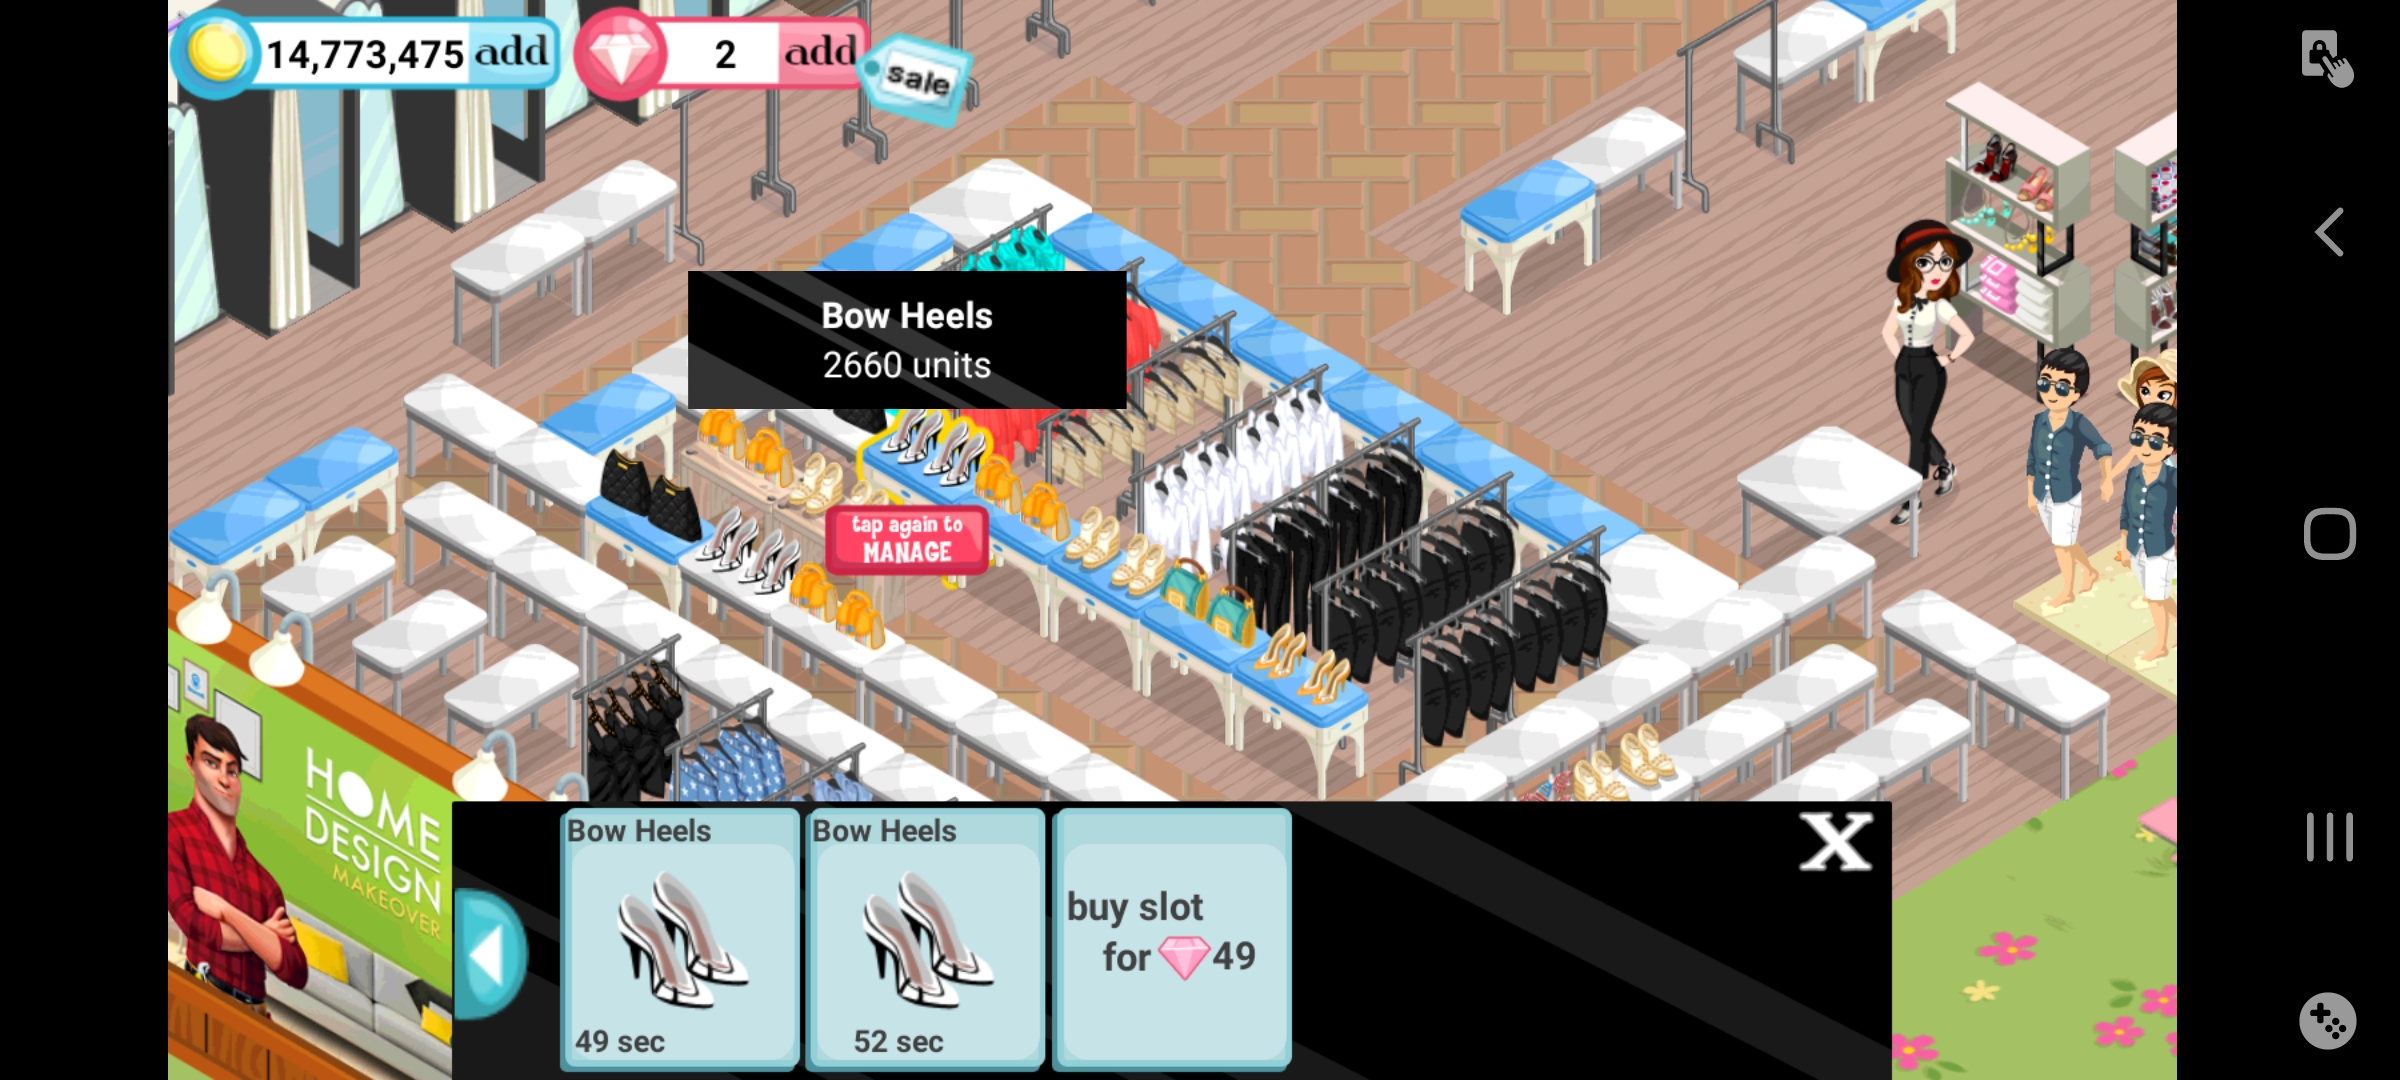 14,773,475 add
2 add
sale
Bow Heels
2660 units
tap again to
MANAGE
HOME
DESIGN
MAKEOVER
Bow Heels
49 sec
Bow Heels
52 sec
buy slot
for 49
X